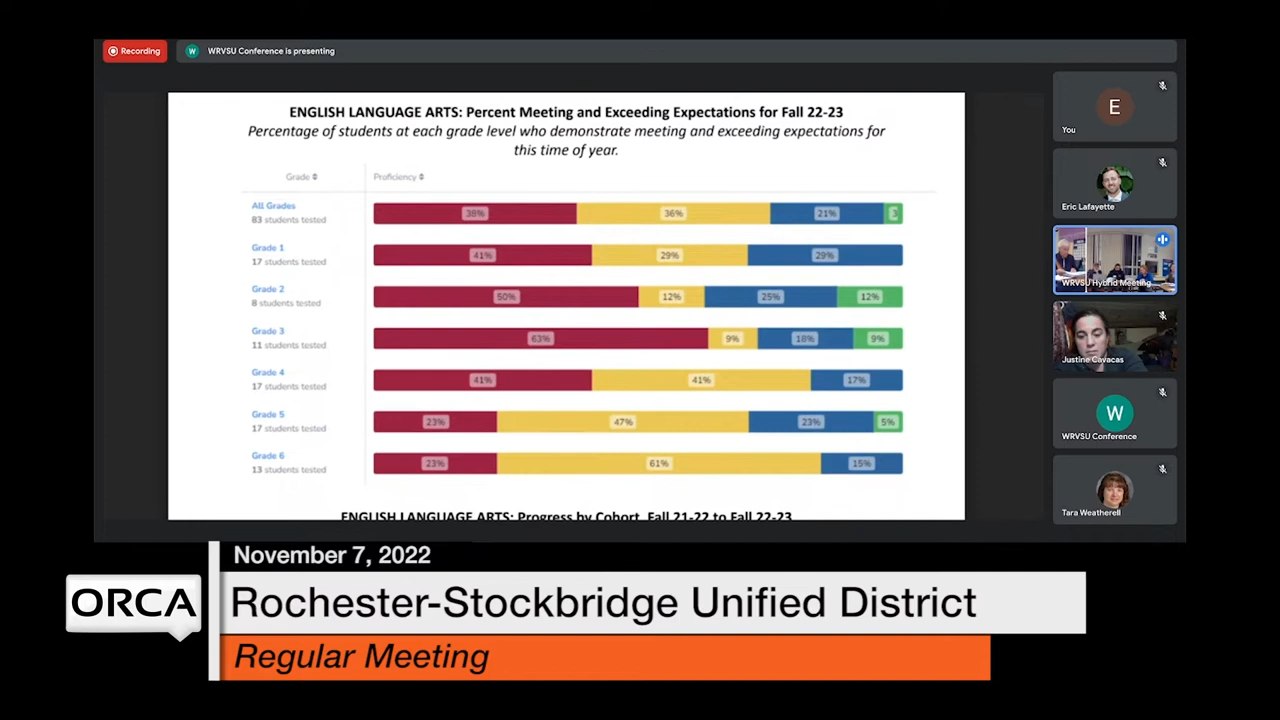 Recording
W
WRVSU Conference is presenting
ENGLISH LANGUAGE ARTS: Percent Meeting and Exceeding Expectations for Fall 22-23
Percentage of students at each grade level who demonstrate meeting and exceeding expectations for
this time of year.
Grade
Proficiency
All Grades
83 students tested
38%
36%
21%
3
Grade 1
17 students tested
41%
29%
29%
Grade 2
8 students tested
50%
12%
25%
12%
Grade 3
11 students tested
63%
9%
18%
9%
Grade 4
17 students tested
41%
41%
17%
Grade 5
17 students tested
23%
47%
23%
5%
Grade 6
13 students tested
23%
61%
15%
ENGLISH LANGUAGE ARTS: Progress by Cohort, Fall 21-22 to Fall 22-23
E
You
Eric Lafayette
WRVSU Hybrid Meeting
Justine Cavacas
W
WRVSU Conference
Tara Weatherell
November 7, 2022
ORCA
Rochester-Stockbridge Unified District
Regular Meeting